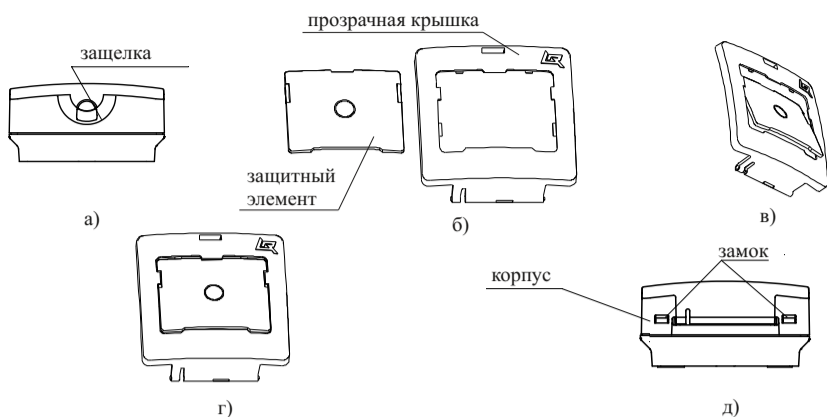 прозрачная крышка
защелка
защитный
элемент
а)
б)
в)
корпус
замок
г)
д)